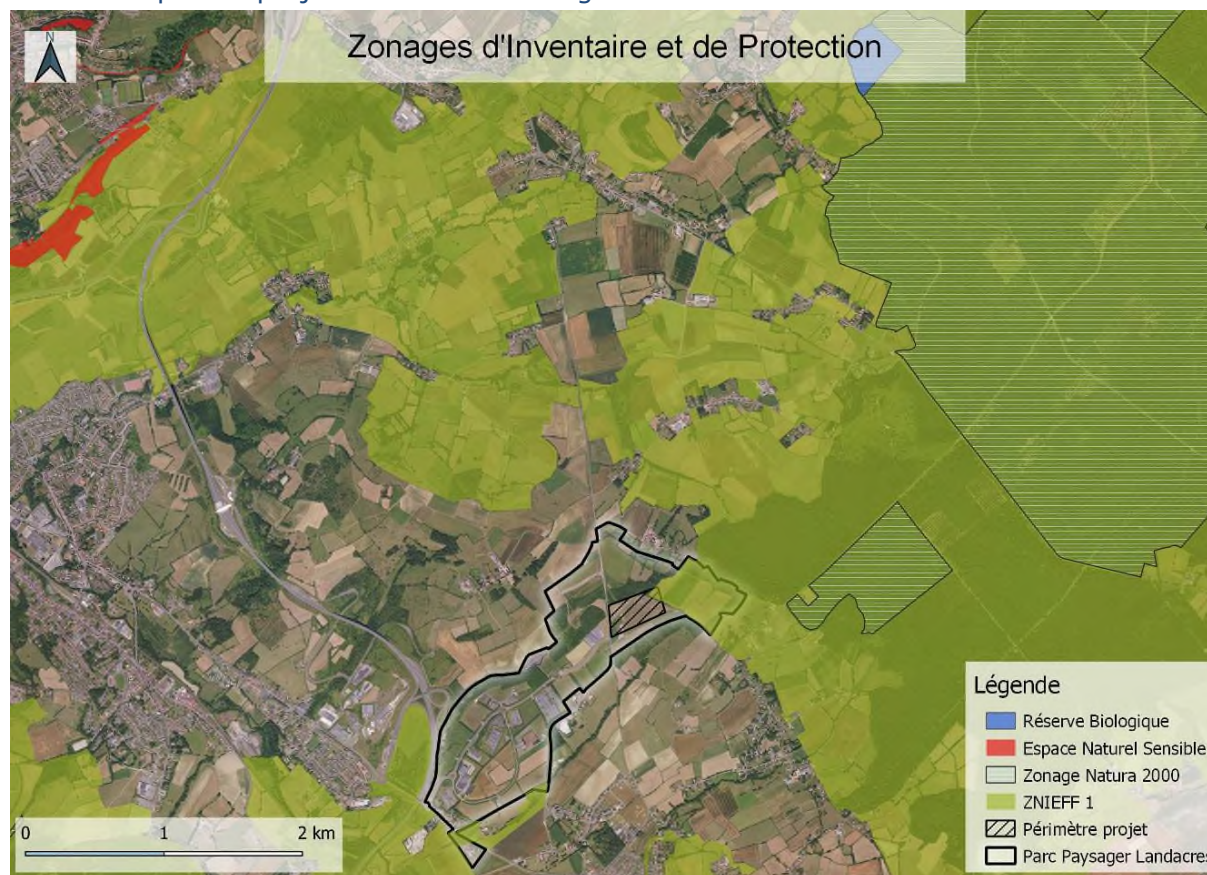 Zonages d'Inventaire et de Protection
N
Légende
Réserve Biologique
Espace Naturel Sensible
Zonage Natura 2000
ZNIEFF 1
Périmètre projet
Parc Paysager Landacres
0 1 2 km